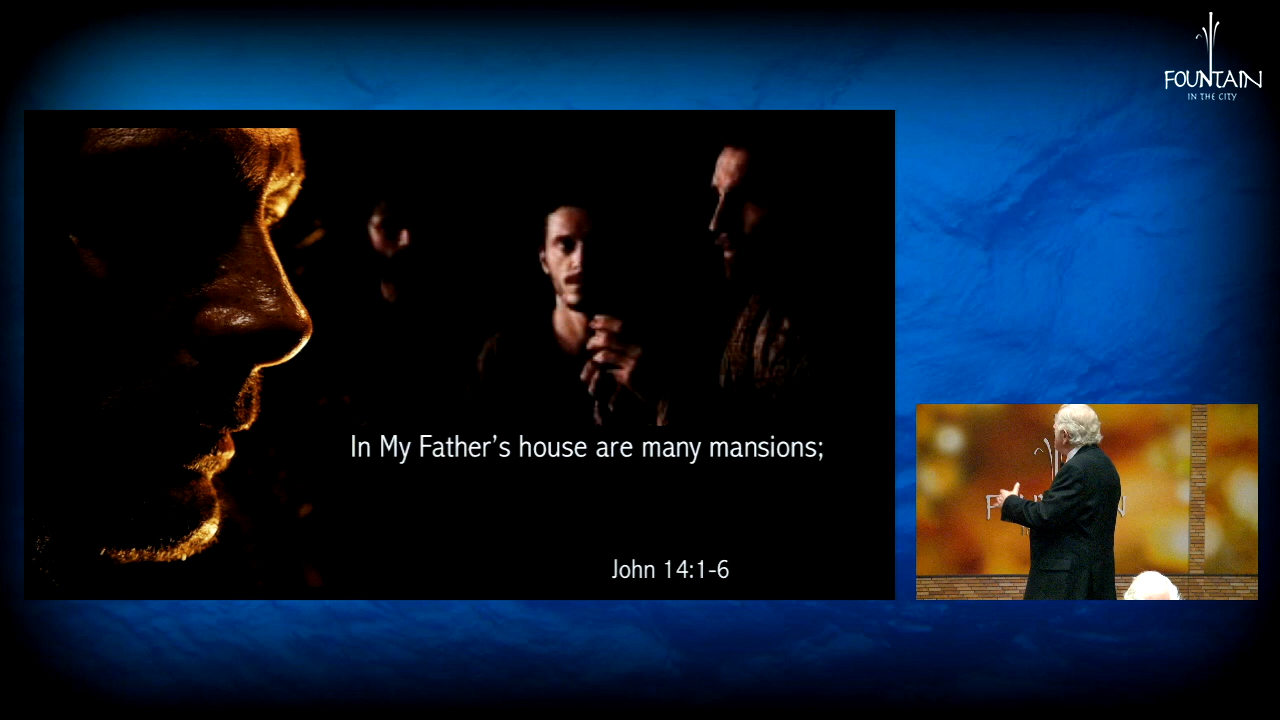 FOUNTAIN
IN THE CITY
In My Father's house are many mansions;
John 14:1-6
F
N